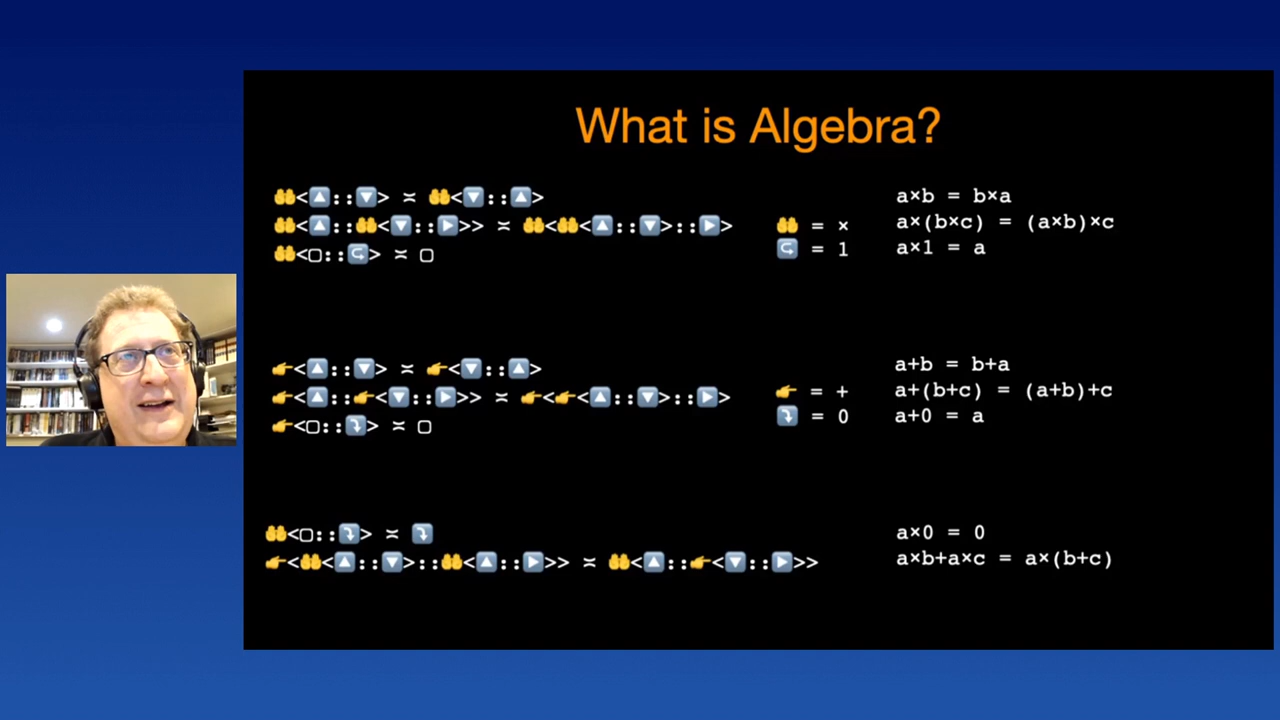 What is Algebra?
🤲<🔼::🔽> ≍ 🤲<🔽::🔼>
🤲<🔼::🤲<🔽::▶️>> ≍ 🤲<🤲<🔼::🔽>::▶️>
🤲<▢::↪️> ≍ ▢
🤲 = ×
↪️ = 1
a×b = b×a
a×(b×c) = (a×b)×c
a×1 = a
👉<🔼::🔽> ≍ 👉<🔽::🔼>
👉<🔼::👉<🔽::▶️>> ≍ 👉<👉<🔼::🔽>::▶️>
👉<▢::⤵️> ≍ ▢
👉 = +
⤵️ = 0
a+b = b+a
a+(b+c) = (a+b)+c
a+0 = a
🤲<▢::⤵️> ≍ ⤵️
👉<🤲<🔼::🔽>::🤲<🔼::▶️>> ≍ 🤲<🔼::👉<🔽::▶️>>
a×0 = 0
a×b+a×c = a×(b+c)